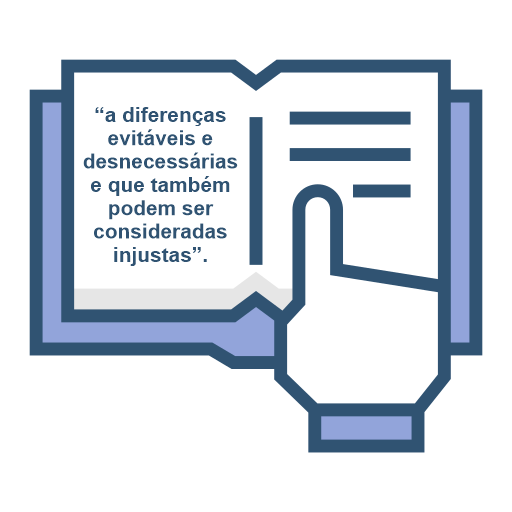 “a diferenças
evitáveis e
desnecessárias
e que também
podem ser
consideradas
injustas”.